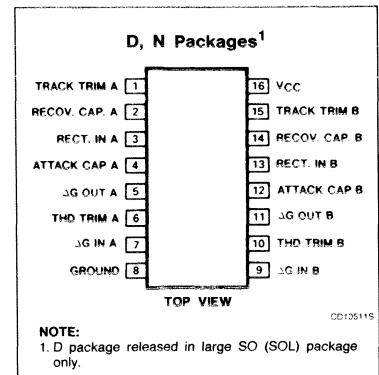 D, N Packages1
TRACK TRIM A 1 16 VCC
RECOV. CAP. A 2 15 TRACK TRIM B
RECT. IN A 3 14 RECOV. CAP. B
ATTACK CAP A 4 13 RECT. IN B
ΔG OUT A 5 12 ATTACK CAP B
THD TRIM A 6 11 ΔG OUT B
ΔG IN A 7 10 THD TRIM B
GROUND 8 9 ΔG IN B
TOP VIEW
CD10511S
NOTE:
1. D package released in large SO (SOL) package
only.